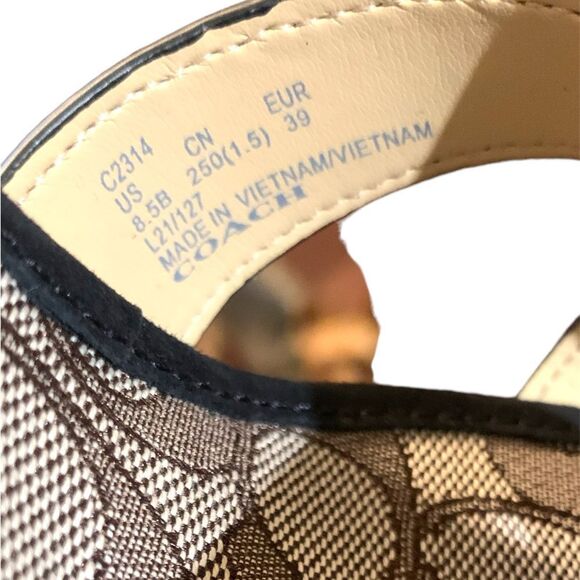 C2314 CN EUR
US 250(1.5) 39
8.5B
L21/127
MADE IN VIETNAM/VIETNAM
COACH